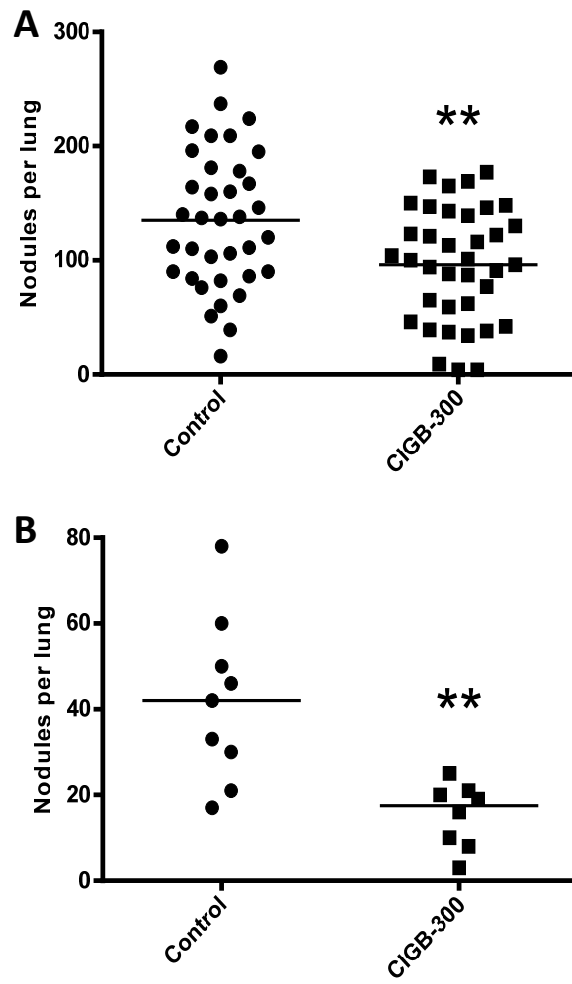 A
Nodules per lung
300
200
100
0
**
Control
CIGB-300
B
Nodules per lung
80
60
40
20
0
**
Control
CIGB-300